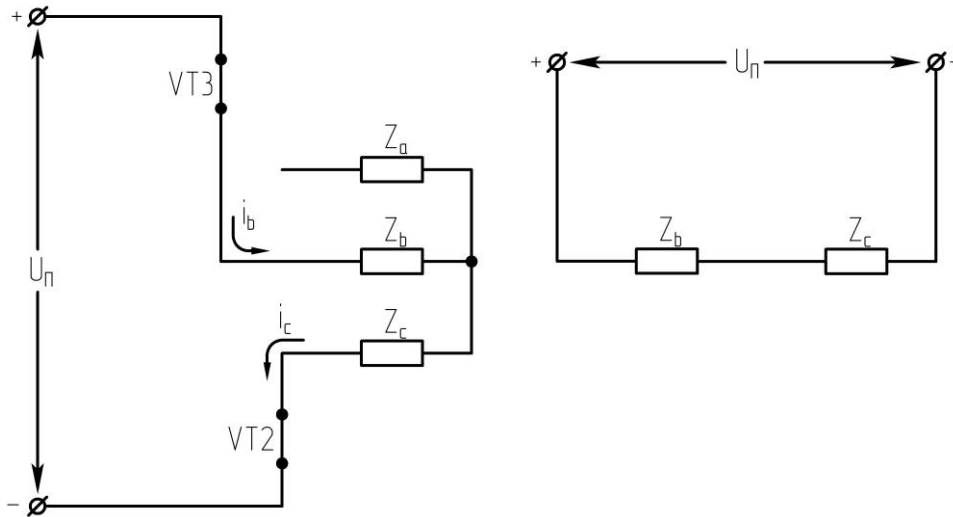 +
VT3
Z_a
i_b
Z_b
U_П
i_c
Z_c
VT2
−
+
U_П
-
Z_b
Z_c